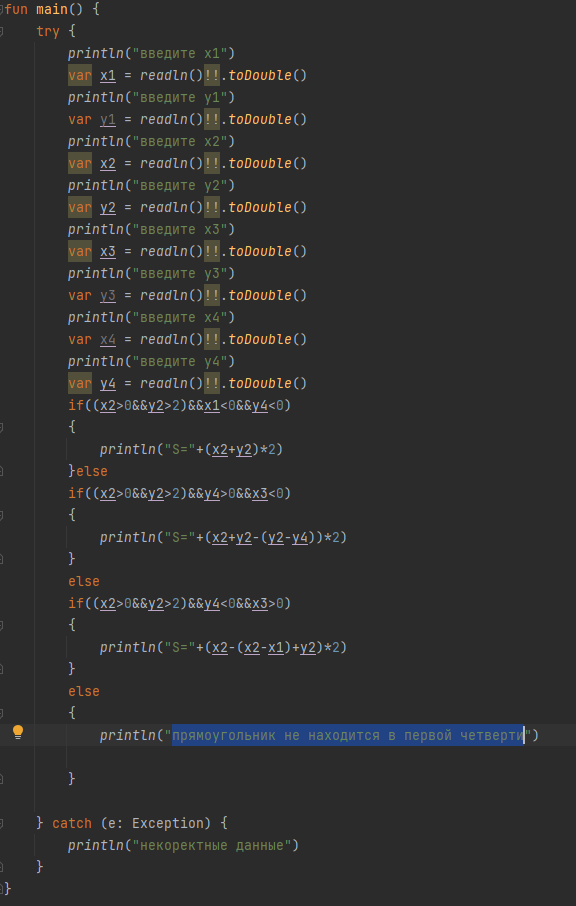 fun main() {
try {
println("введите x1")
var x1 = readln()!!.toDouble()
println("введите y1")
var y1 = readln()!!.toDouble()
println("введите x2")
var x2 = readln()!!.toDouble()
println("введите y2")
var y2 = readln()!!.toDouble()
println("введите x3")
var x3 = readln()!!.toDouble()
println("введите y3")
var y3 = readln()!!.toDouble()
println("введите x4")
var x4 = readln()!!.toDouble()
println("введите y4")
var y4 = readln()!!.toDouble()
if((x2>0&&y2>2)&&x1<0&&y4<0)
{
println("S="+(x2+y2)*2)
}else
if((x2>0&&y2>2)&&y4>0&&x3<0)
{
println("S="+(x2+y2-(y2-y4))*2)
}
else
if((x2>0&&y2>2)&&y4<0&&x3>0)
{
println("S="+(x2-(x2-x1)+y2)*2)
}
else
{
println("прямоугольник не находится в первой четверти")
}
} catch (e: Exception) {
println("некоректные данные")
}
}